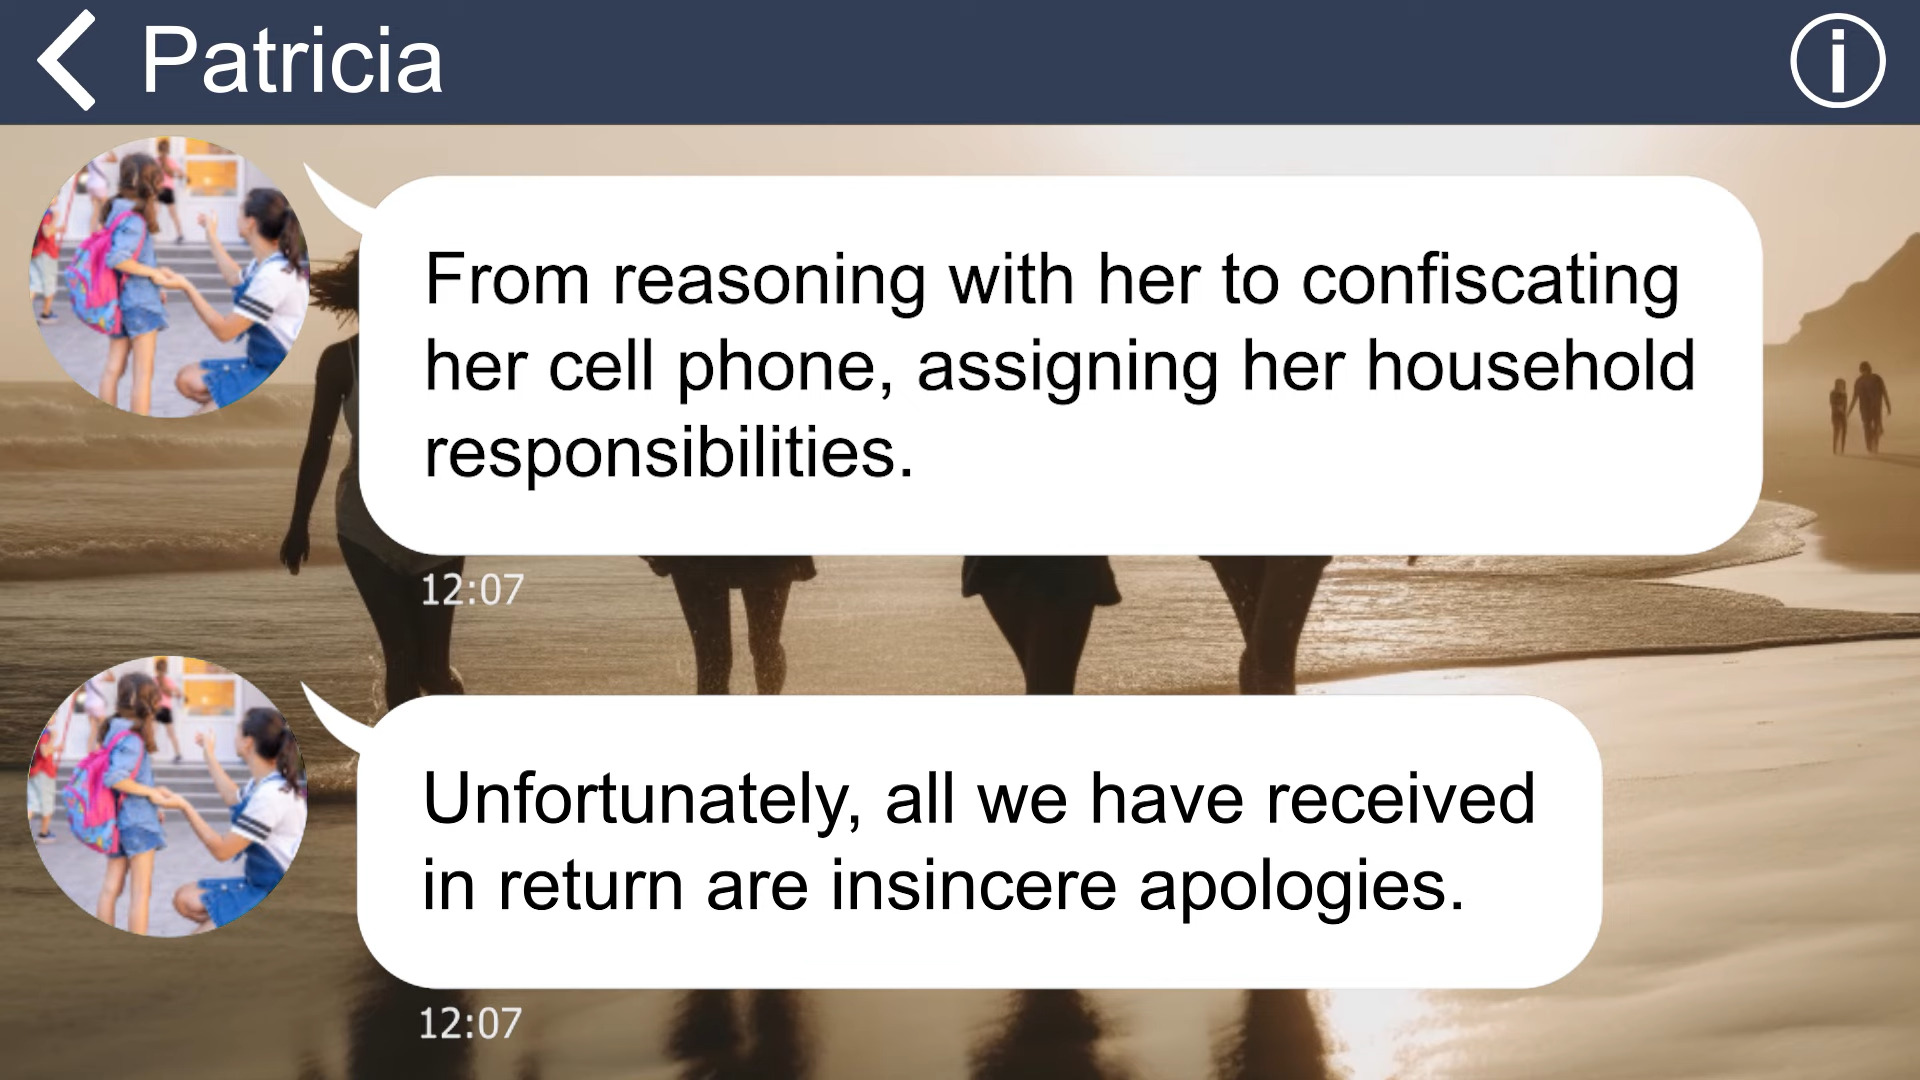 Patricia
From reasoning with her to confiscating
her cell phone, assigning her household
responsibilities.
12:07
Unfortunately, all we have received
in return are insincere apologies.
12:07